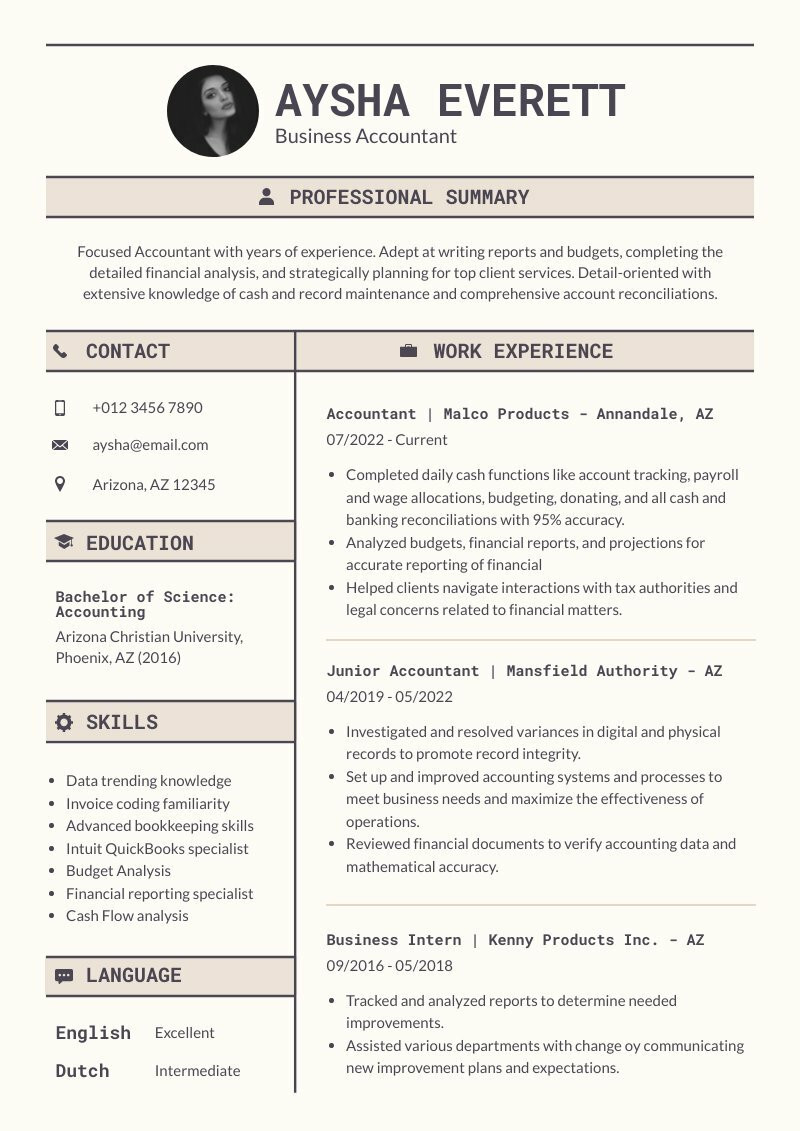 AYSHA EVERETT
Business Accountant
PROFESSIONAL SUMMARY
Focused Accountant with years of experience. Adept at writing reports and budgets, completing the
detailed financial analysis, and strategically planning for top client services. Detail-oriented with
extensive knowledge of cash and record maintenance and comprehensive account reconciliations.
CONTACT
+012 3456 7890
aysha@email.com
Arizona, AZ 12345
EDUCATION
Bachelor of Science:
Accounting
Arizona Christian University,
Phoenix, AZ (2016)
SKILLS
• Data trending knowledge
• Invoice coding familiarity
• Advanced bookkeeping skills
• Intuit QuickBooks specialist
• Budget Analysis
• Financial reporting specialist
• Cash Flow analysis
LANGUAGE
English Excellent
Dutch Intermediate
WORK EXPERIENCE
Accountant | Malco Products - Annandale, AZ
07/2022 - Current
• Completed daily cash functions like account tracking, payroll
and wage allocations, budgeting, donating, and all cash and
banking reconciliations with 95% accuracy.
• Analyzed budgets, financial reports, and projections for
accurate reporting of financial
• Helped clients navigate interactions with tax authorities and
legal concerns related to financial matters.
Junior Accountant | Mansfield Authority - AZ
04/2019 - 05/2022
• Investigated and resolved variances in digital and physical
records to promote record integrity.
• Set up and improved accounting systems and processes to
meet business needs and maximize the effectiveness of
operations.
• Reviewed financial documents to verify accounting data and
mathematical accuracy.
Business Intern | Kenny Products Inc. - AZ
09/2016 - 05/2018
• Tracked and analyzed reports to determine needed
improvements.
• Assisted various departments with change oy communicating
new improvement plans and expectations.